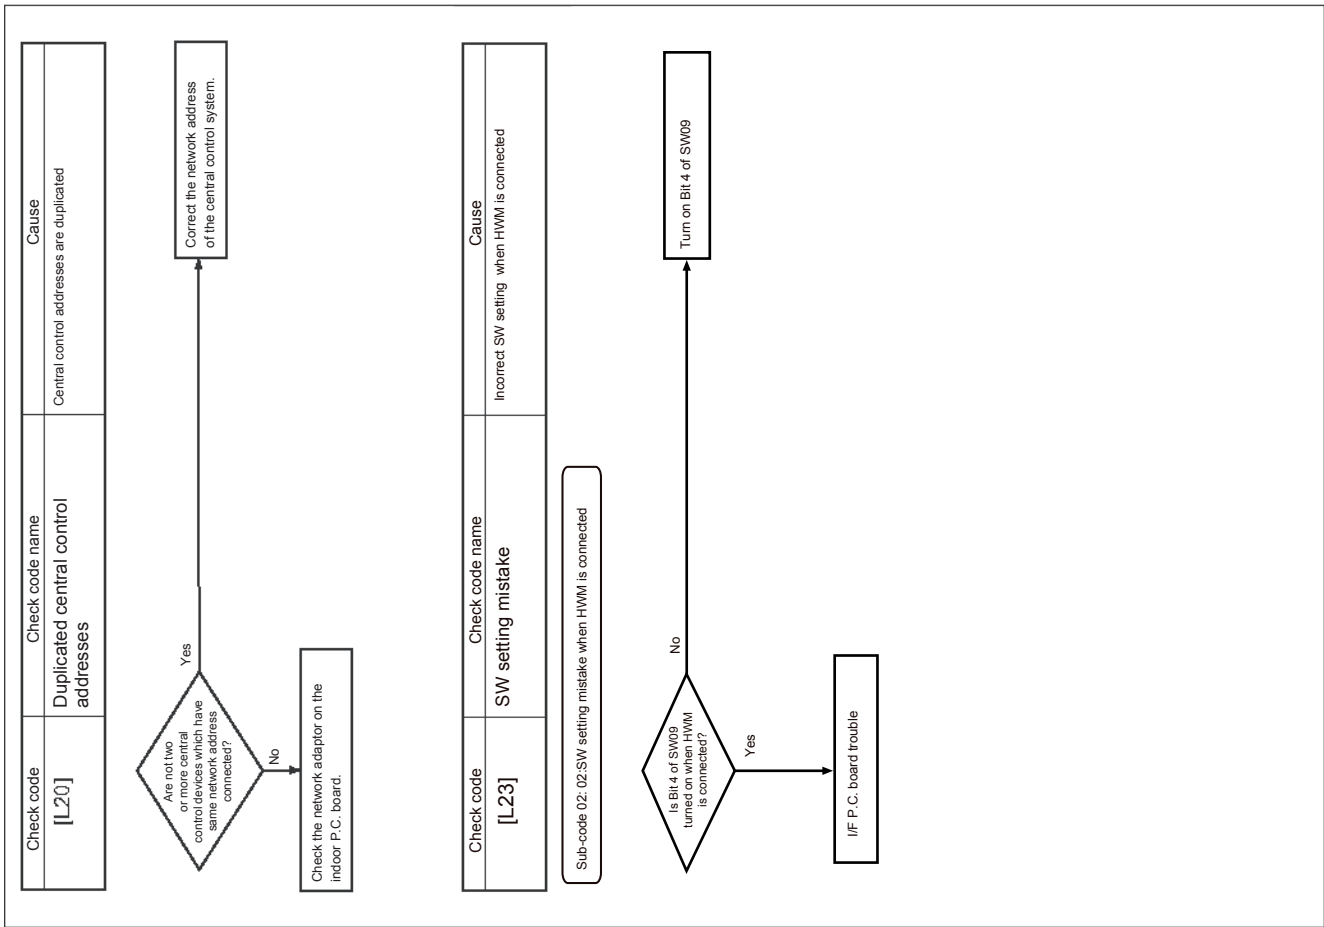 Check code
Check code name
Cause
[L20]
Duplicated central control
addresses
Central control addresses are duplicated
Are not two
or more central
control devices which have
same network address
connected?
Yes
Correct the network address
of the central control system.
No
Check the network adaptor on the
indoor P.C. board.
Check code
Check code name
Cause
[L23]
SW setting mistake
Incorrect SW setting when HWM is connected
Sub-code 02: 02:SW setting mistake when HWM is connected
Is Bit 4 of SW09
turned on when HWM
is connected?
No
Turn on Bit 4 of SW09
Yes
I/F P.C. board trouble